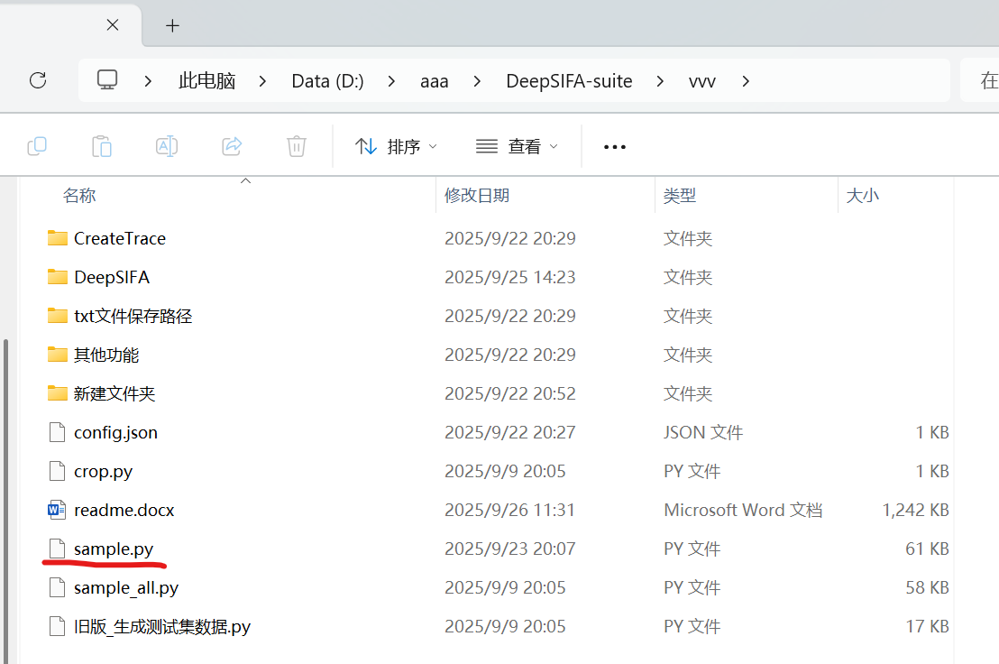 此电脑 Data (D:) aaa DeepSIFA-suite vvv 在
排序 查看
名称 修改日期 类型 大小
CreateTrace 2025/9/22 20:29 文件夹
DeepSIFA 2025/9/25 14:23 文件夹
txt文件保存路径 2025/9/22 20:29 文件夹
其他功能 2025/9/22 20:29 文件夹
新建文件夹 2025/9/22 20:52 文件夹
config.json 2025/9/22 20:27 JSON 文件 1 KB
crop.py 2025/9/9 20:05 PY 文件 1 KB
readme.docx 2025/9/26 11:31 Microsoft Word 文档 1,242 KB
sample.py 2025/9/23 20:07 PY 文件 61 KB
sample_all.py 2025/9/9 20:05 PY 文件 58 KB
旧版_生成测试集数据.py 2025/9/9 20:05 PY 文件 17 KB